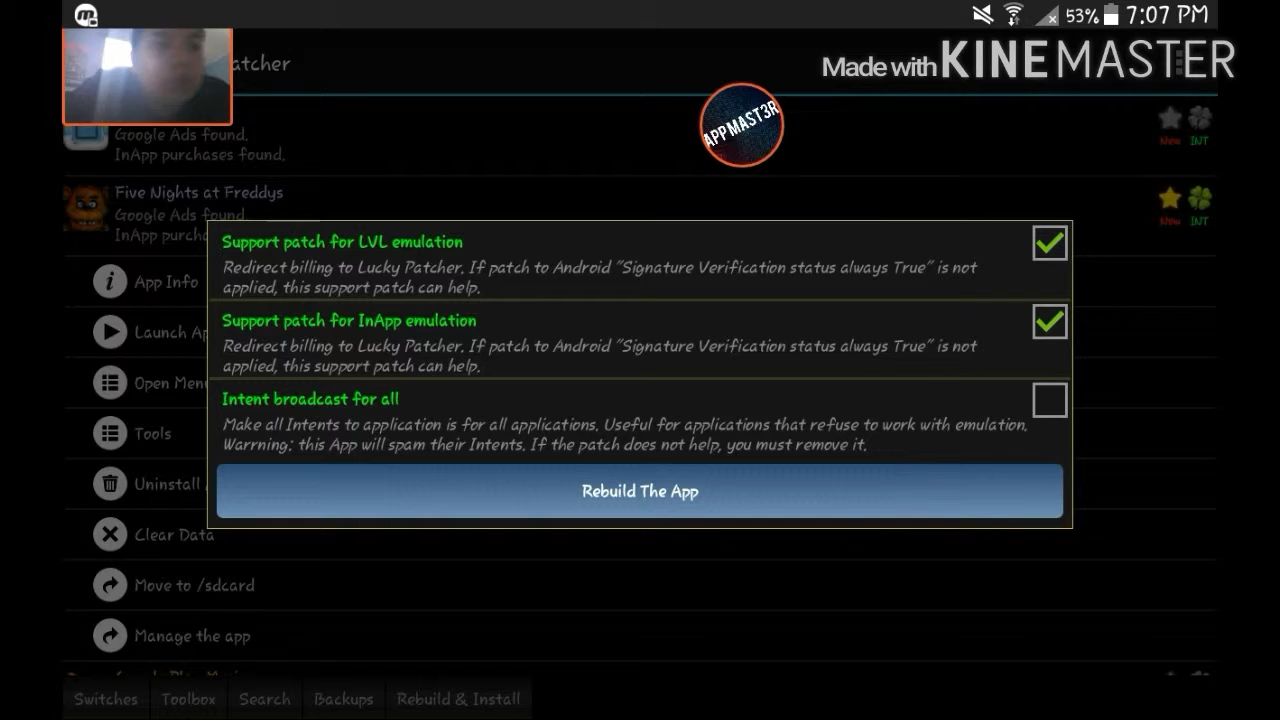 53% 7:07 PM
atcher
Made with KINEMASTER
APPMAST3R
Google Ads found.
InApp purchases found.
New INT
Five Nights at Freddys
Google Ads found.
InApp purcha
New INT
Support patch for LVL emulation
Redirect billing to Lucky Patcher. If patch to Android "Signature Verification status always True" is not
applied, this support patch can help.
Support patch for InApp emulation
Redirect billing to Lucky Patcher. If patch to Android "Signature Verification status always True" is not
applied, this support patch can help.
Intent broadcast for all
Make all Intents to application is for all applications. Useful for applications that refuse to work with emulation.
Warrning: this App will spam their Intents. If the patch does not help, you must remove it.
Rebuild The App
App Info
Launch Ap
Open Menu
Tools
Uninstall
Clear Data
Move to /sdcard
Manage the app
Switches Toolbox Search Backups Rebuild & Install